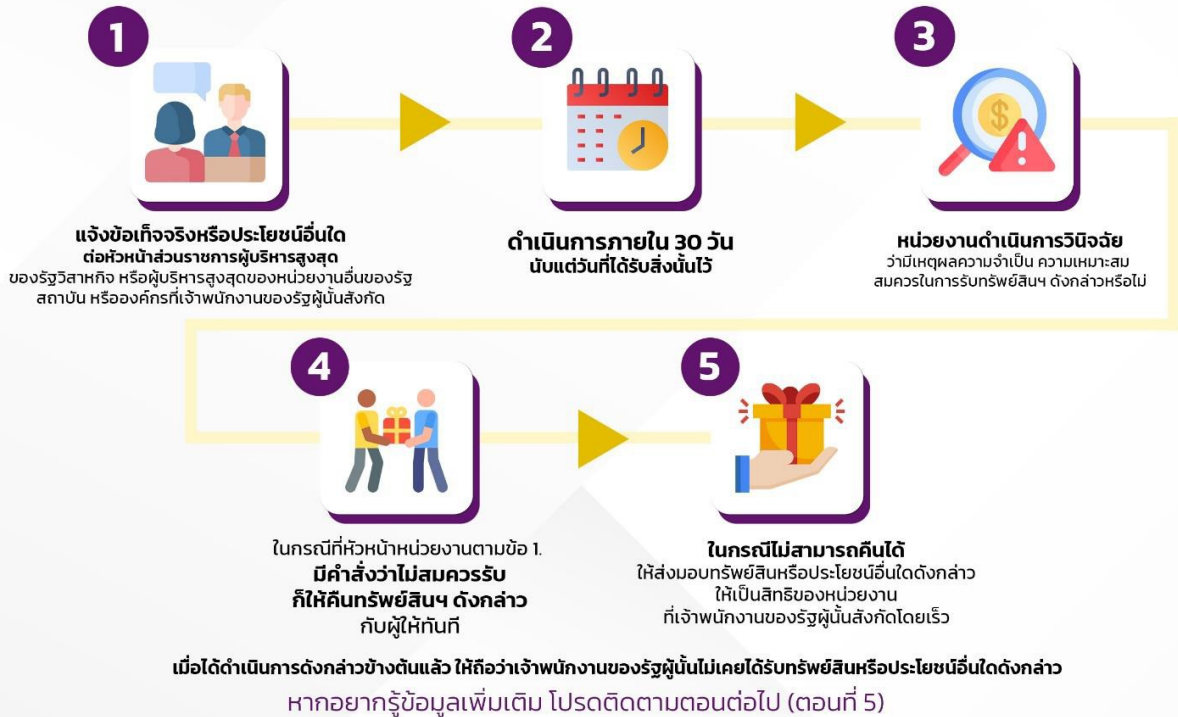 1
แจ้งข้อเท็จจริงหรือประโยชน์อื่นใด
ต่อหัวหน้าส่วนราชการผู้บริหารสูงสุด
ของรัฐวิสาหกิจ หรือผู้บริหารสูงสุดของหน่วยงานอื่นของรัฐ
สถาบัน หรือองค์กรที่เจ้าพนักงานของรัฐผู้นั้นสังกัด
2
ดำเนินการภายใน 30 วัน
นับแต่วันที่ได้รับสิ่งนั้นไว้
3
$
หน่วยงานดำเนินการวินิจฉัย
ว่ามีเหตุผลความจำเป็น ความเหมาะสม
สมควรในการรับทรัพย์สินฯ ดังกล่าวหรือไม่
4
ในกรณีที่หัวหน้าหน่วยงานตามข้อ 1.
มีคำสั่งว่าไม่สมควรรับ
ก็ให้คืนทรัพย์สินฯ ดังกล่าว
กับผู้ให้ทันที
5
ในกรณีไม่สามารถคืนได้
ให้ส่งมอบทรัพย์สินหรือประโยชน์อื่นใดดังกล่าว
ให้เป็นสิทธิของหน่วยงาน
ที่เจ้าพนักงานของรัฐผู้นั้นสังกัดโดยเร็ว
เมื่อได้ดำเนินการดังกล่าวข้างต้นแล้ว ให้ถือว่าเจ้าพนักงานของรัฐผู้นั้นไม่เคยได้รับทรัพย์สินหรือประโยชน์อื่นใดดังกล่าว
หากอยากรู้ข้อมูลเพิ่มเติม โปรดติดตามตอนต่อไป (ตอนที่ 5)